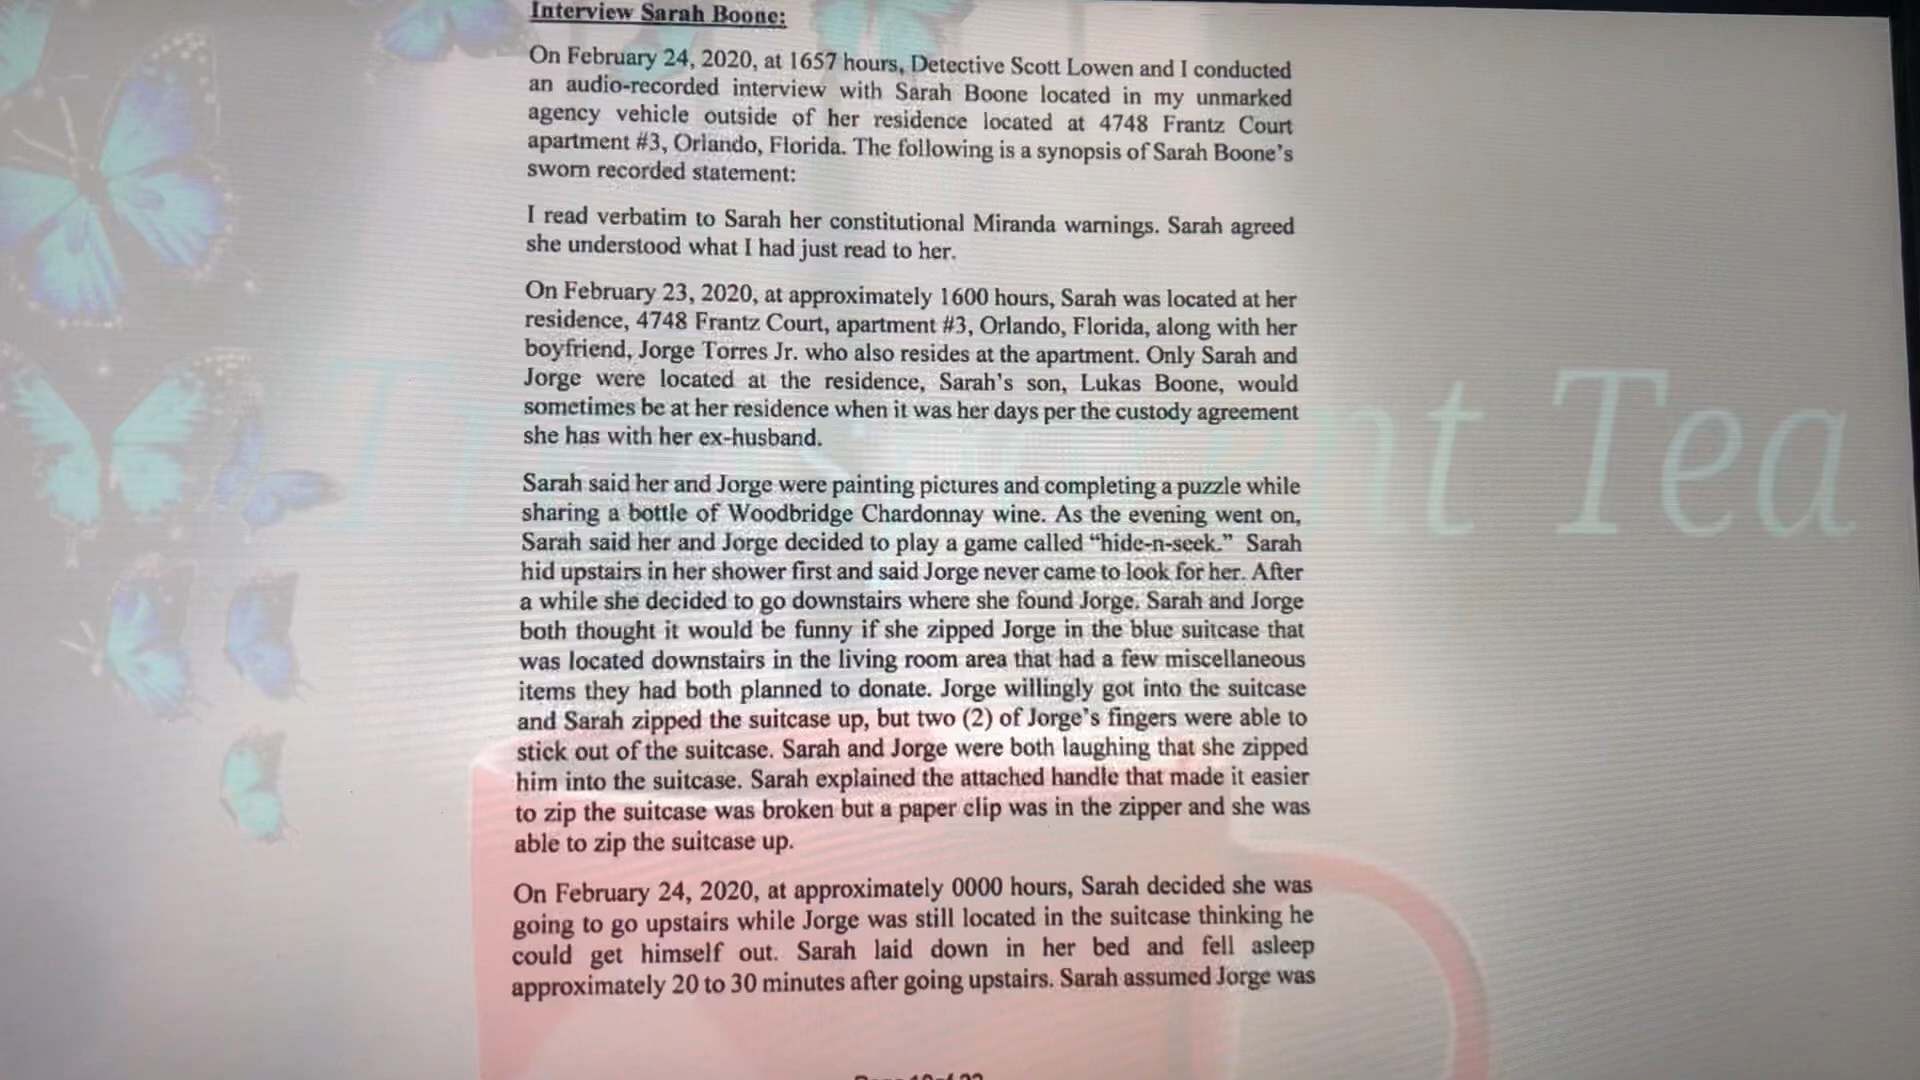 Interview Sarah Boone:
On February 24, 2020, at 1657 hours, Detective Scott Lowen and I conducted
an audio-recorded interview with Sarah Boone located in my unmarked
agency vehicle outside of her residence located at 4748 Frantz Court
apartment #3, Orlando, Florida. The following is a synopsis of Sarah Boone's
sworn recorded statement:
I read verbatim to Sarah her constitutional Miranda warnings. Sarah agreed
she understood what I had just read to her.
On February 23, 2020, at approximately 1600 hours, Sarah was located at her
residence, 4748 Frantz Court, apartment #3, Orlando, Florida, along with her
boyfriend, Jorge Torres Jr. who also resides at the apartment. Only Sarah and
Jorge were located at the residence, Sarah's son, Lukas Boone, would
sometimes be at her residence when it was her days per the custody agreement
she has with her ex-husband.
Sarah said her and Jorge were painting pictures and completing a puzzle while
sharing a bottle of Woodbridge Chardonnay wine. As the evening went on,
Sarah said her and Jorge decided to play a game called “hide-n-seek.” Sarah
hid upstairs in her shower first and said Jorge never came to look for her. After
a while she decided to go downstairs where she found Jorge. Sarah and Jorge
both thought it would be funny if she zipped Jorge in the blue suitcase that
was located downstairs in the living room area that had a few miscellaneous
items they had both planned to donate. Jorge willingly got into the suitcase
and Sarah zipped the suitcase up, but two (2) of Jorge's fingers were able to
stick out of the suitcase. Sarah and Jorge were both laughing that she zipped
him into the suitcase. Sarah explained the attached handle that made it easier
to zip the suitcase was broken but a paper clip was in the zipper and she was
able to zip the suitcase up.
On February 24, 2020, at approximately 0000 hours, Sarah decided she was
going to go upstairs while Jorge was still located in the suitcase thinking he
could get himself out. Sarah laid down in her bed and fell asleep
approximately 20 to 30 minutes after going upstairs. Sarah assumed Jorge was
Tea